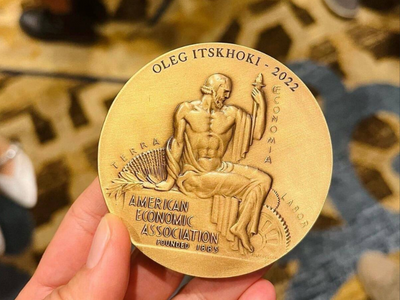 OLEG ITSKHOKI - 2022
TERRA
ECONOMIA
LABOR
AMERICAN
ECONOMIC
ASSOCIATION
FOUNDED 1885